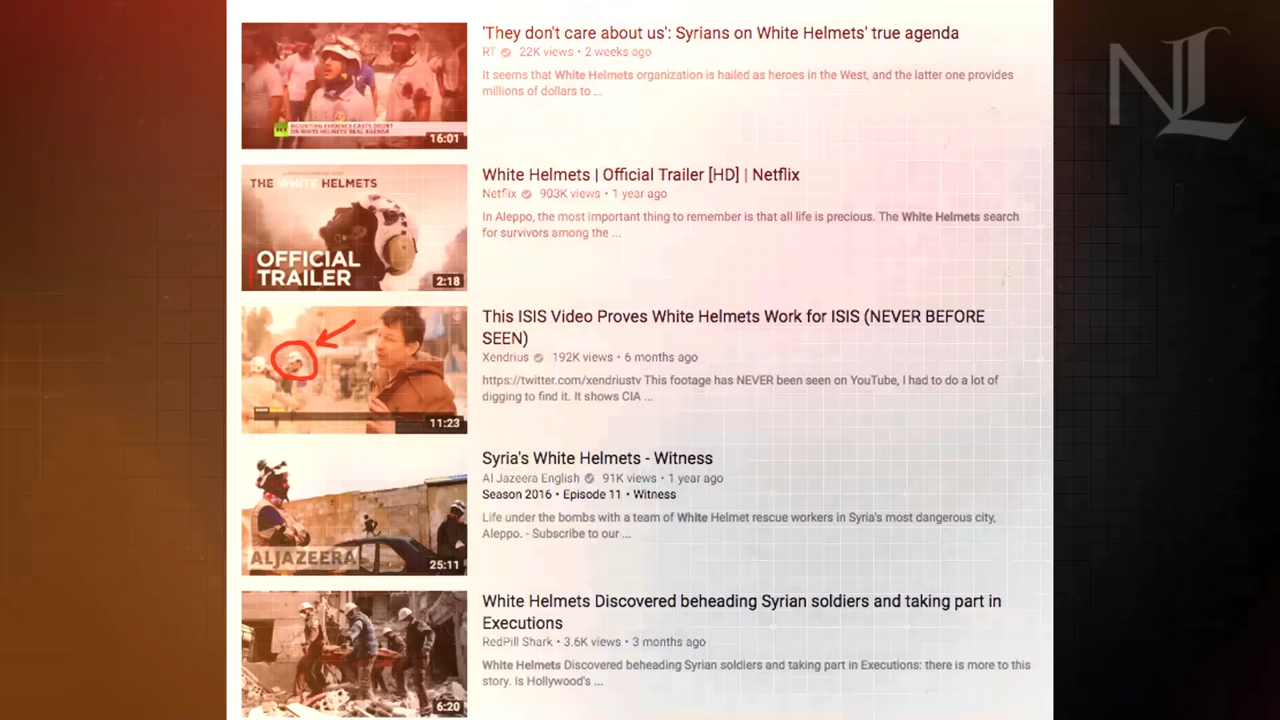 NL
'They don't care about us': Syrians on White Helmets' true agenda
RT 22K views • 2 weeks ago
It seems that White Helmets organization is hailed as heroes in the West, and the latter one provides
millions of dollars to ...
MOUNTING EVIDENCE CASTS DOUBT
ON WHITE HELMETS' REAL AGENDA
16:01
White Helmets | Official Trailer [HD] | Netflix
Netflix 903K views • 1 year ago
In Aleppo, the most important thing to remember is that all life is precious. The White Helmets search
for survivors among the ...
THE WHITE HELMETS
OFFICIAL
TRAILER
2:18
This ISIS Video Proves White Helmets Work for ISIS (NEVER BEFORE
SEEN)
Xendrius 192K views • 6 months ago
https://twitter.com/xendriustv This footage has NEVER been seen on YouTube, I had to do a lot of
digging to find it. It shows CIA ...
11:23
Syria's White Helmets - Witness
Al Jazeera English 91K views • 1 year ago
Season 2016 • Episode 11 • Witness
Life under the bombs with a team of White Helmet rescue workers in Syria's most dangerous city,
Aleppo. - Subscribe to our ...
ALJAZEERA
25:11
White Helmets Discovered beheading Syrian soldiers and taking part in
Executions
RedPill Shark • 3.6K views • 3 months ago
White Helmets Discovered beheading Syrian soldiers and taking part in Executions: there is more to this
story. Is Hollywood's ...
6:20